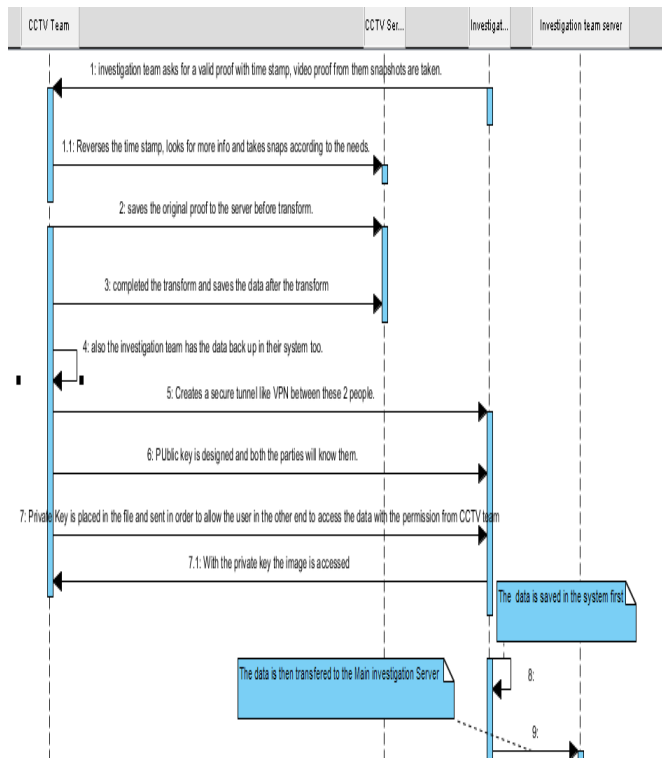 CCTV Team
CCTV Ser...
Investigat...
Investigation team server
1: investigation team asks for a valid proof with time stamp, video proof from them snapshots are taken.
1.1: Reverses the time stamp, looks for more info and takes snaps according to the needs.
2: saves the original proof to the server before transform.
3: completed the transform and saves the data after the transform
4: also the investigation team has the data back up in their system too.
5: Creates a secure tunnel like VPN between these 2 people.
6: PUblic key is designed and both the parties will know them.
7: Private Key is placed in the file and sent in order to allow the user in the other end to access the data with the permission from CCTV team
7.1: With the private key the image is accessed
The data is saved in the system first
The data is then transfered to the Main investigation Server
8:
9: